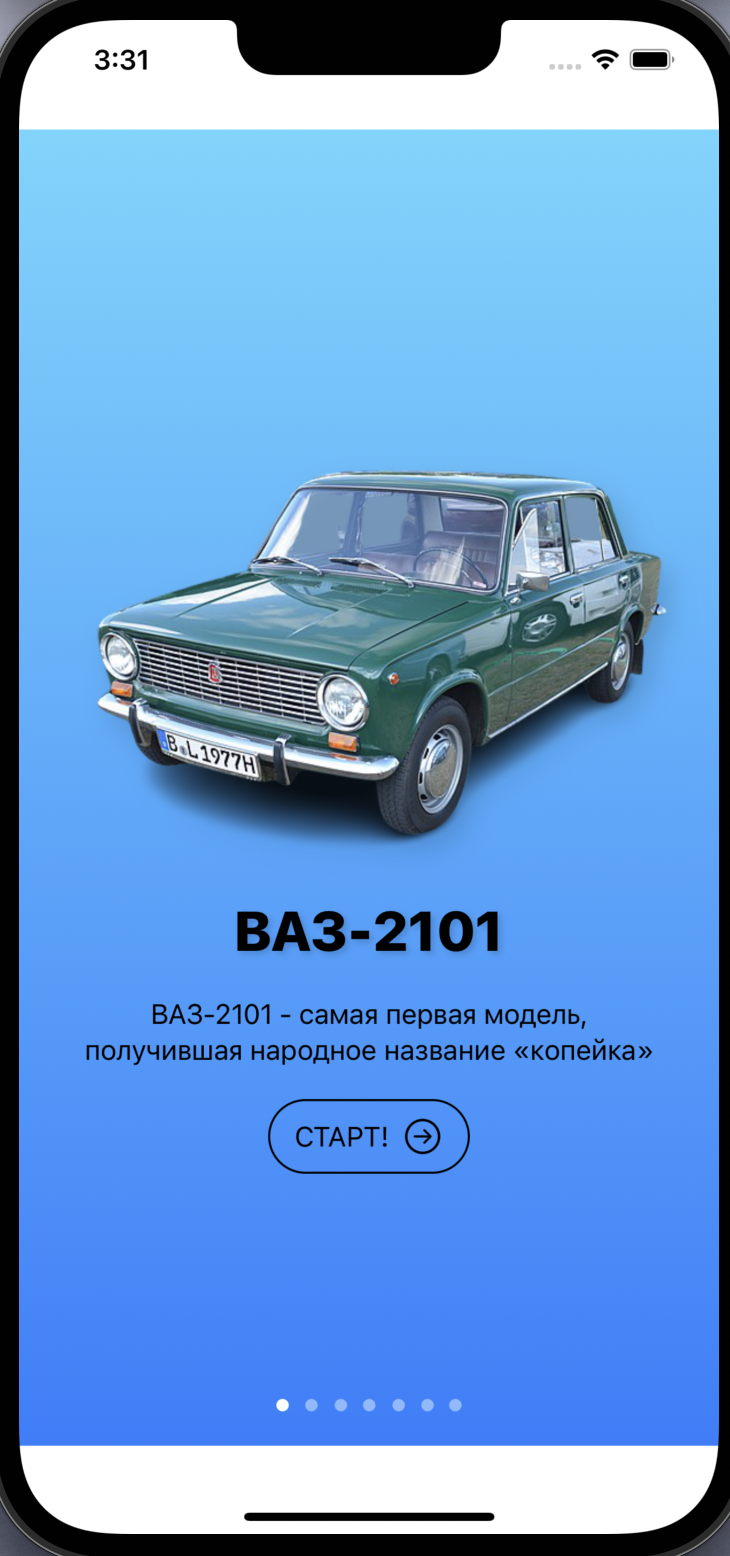 3:31
B L 1977H
ВАЗ-2101
ВАЗ-2101 - самая первая модель,
получившая народное название «копейка»
СТАРТ!